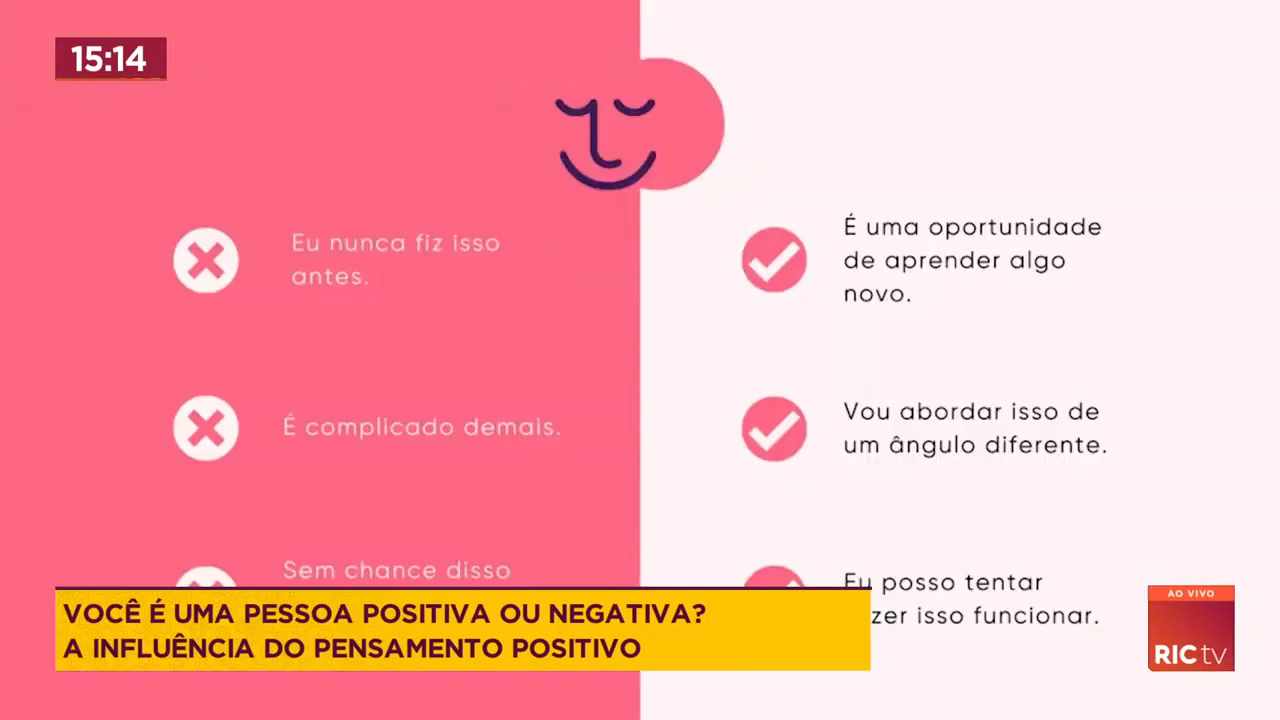 15:14
Eu nunca fiz isso
antes.
É uma oportunidade
de aprender algo
novo.
É complicado demais.
Vou abordar isso de
um ângulo diferente.
Sem chance disso
Eu posso tentar
zer isso funcionar.
VOCÊ É UMA PESSOA POSITIVA OU NEGATIVA?
A INFLUÊNCIA DO PENSAMENTO POSITIVO
AO VIVO
RIC tv